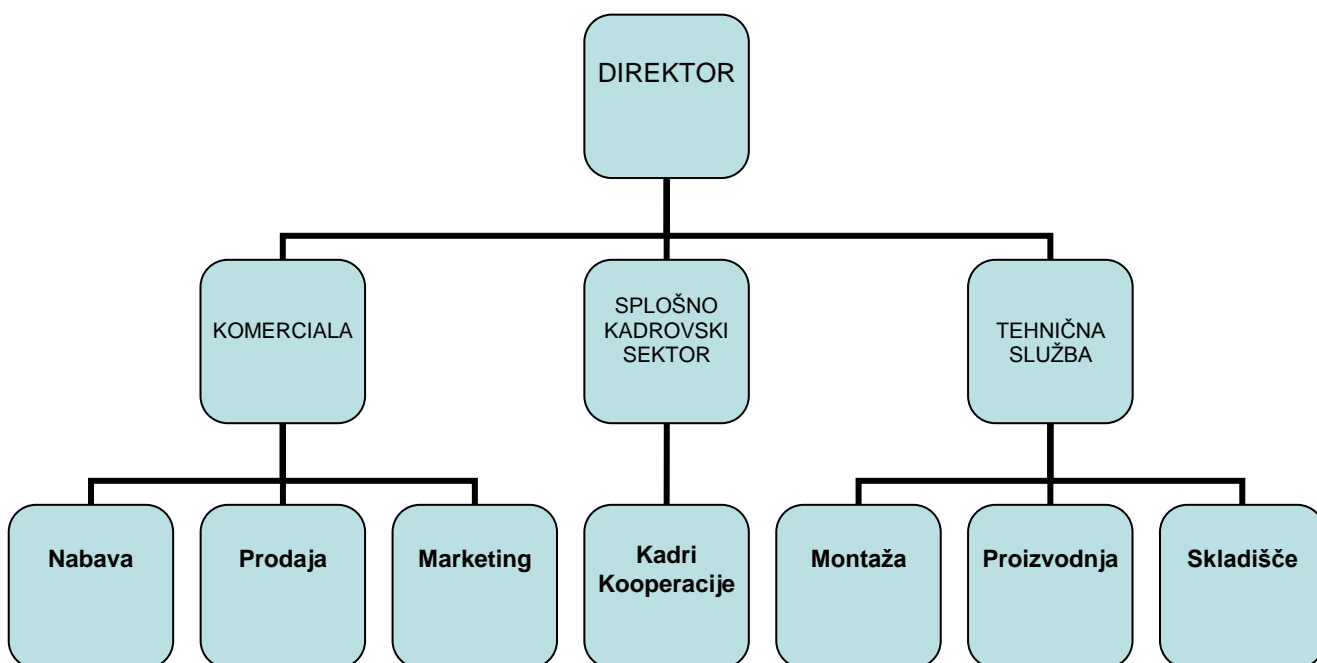 DIREKTOR
KOMERCIALA
SPLOŠNO
KADROVSKI
SEKTOR
TEHNIČNA
SLUŽBA
Nabava
Prodaja
Marketing
Kadri
Kooperacije
Montaža
Proizvodnja
Skladišče